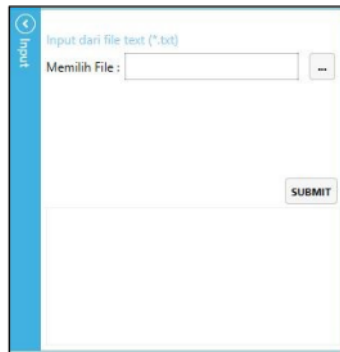 Input
Input dari file text (*.txt)
Memilih File :
...
SUBMIT